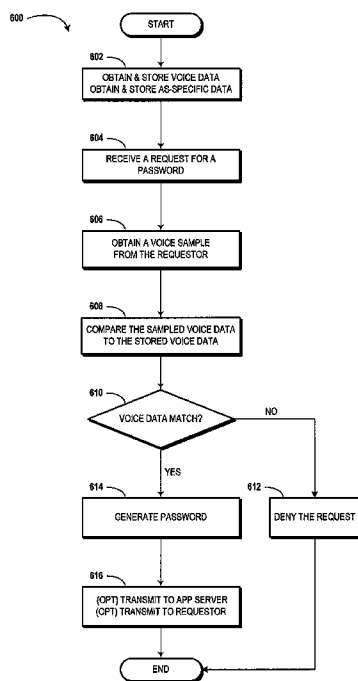 600
START
602
OBTAIN & STORE VOICE DATA
OBTAIN & STORE AS-SPECIFIC DATA
604
RECEIVE A REQUEST FOR A
PASSWORD
606
OBTAIN A VOICE SAMPLE
FROM THE REQUESTOR
608
COMPARE THE SAMPLED VOICE DATA
TO THE STORED VOICE DATA
610
VOICE DATA MATCH?
NO
YES
614
GENERATE PASSWORD
612
DENY THE REQUEST
616
(OPT) TRANSMIT TO APP SERVER
(OPT) TRANSMIT TO REQUESTOR
END